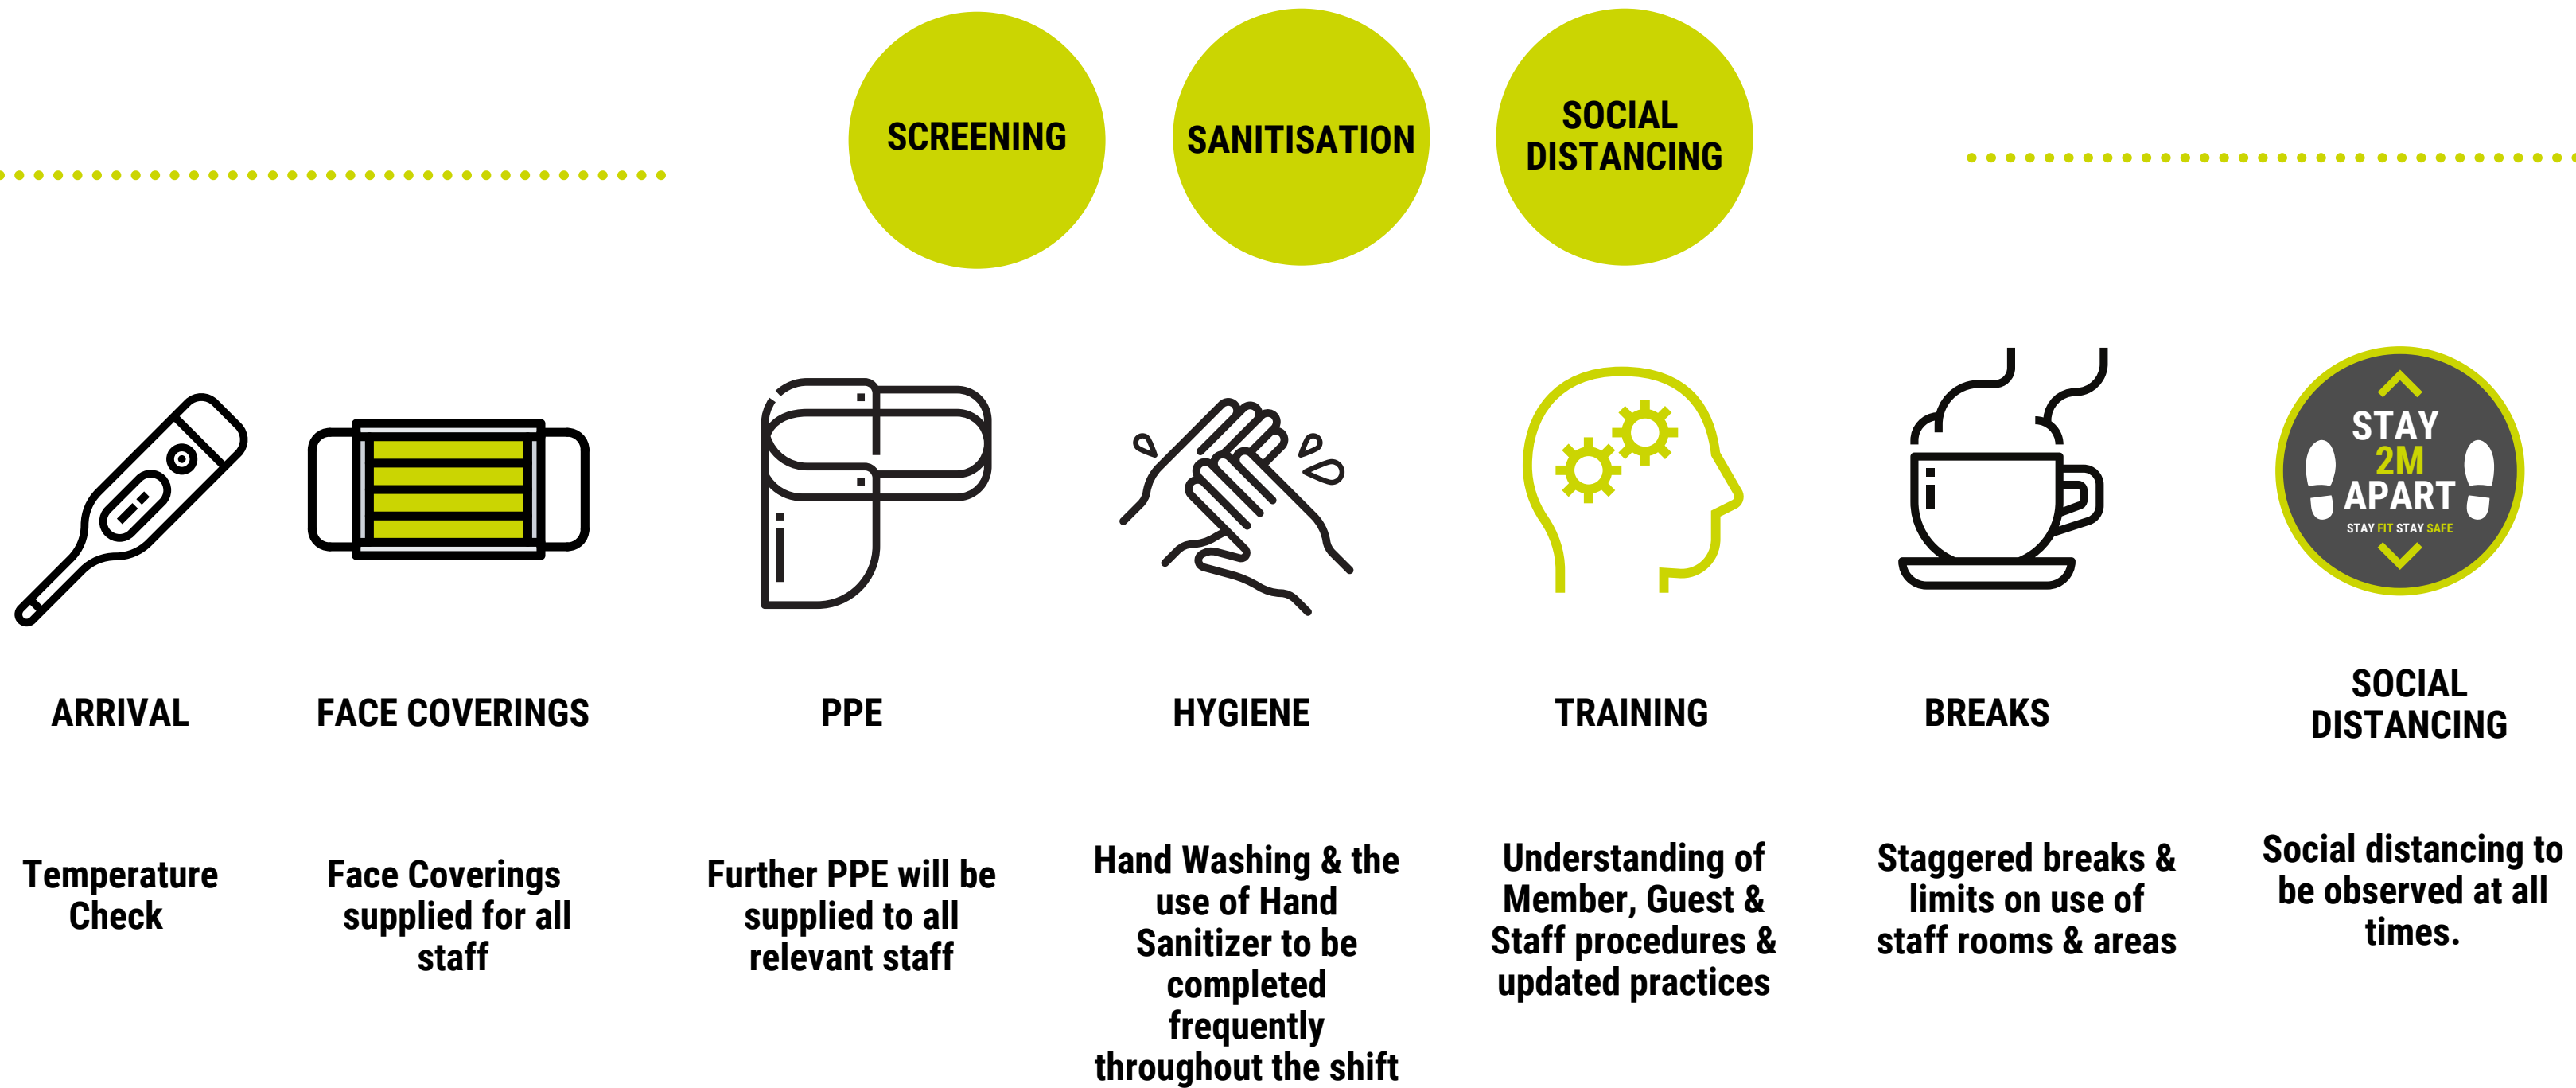 SCREENING
SANITISATION
SOCIAL
DISTANCING
STAY
2M
APART
STAY FIT STAY SAFE
ARRIVAL
FACE COVERINGS
PPE
HYGIENE
TRAINING
BREAKS
SOCIAL
DISTANCING
Temperature
Check
Face Coverings
supplied for all
staff
Further PPE will be
supplied to all
relevant staff
Hand Washing & the
use of Hand
Sanitizer to be
completed
frequently
throughout the shift
Understanding of
Member, Guest &
Staff procedures &
updated practices
Staggered breaks &
limits on use of
staff rooms & areas
Social distancing to
be observed at all
times.